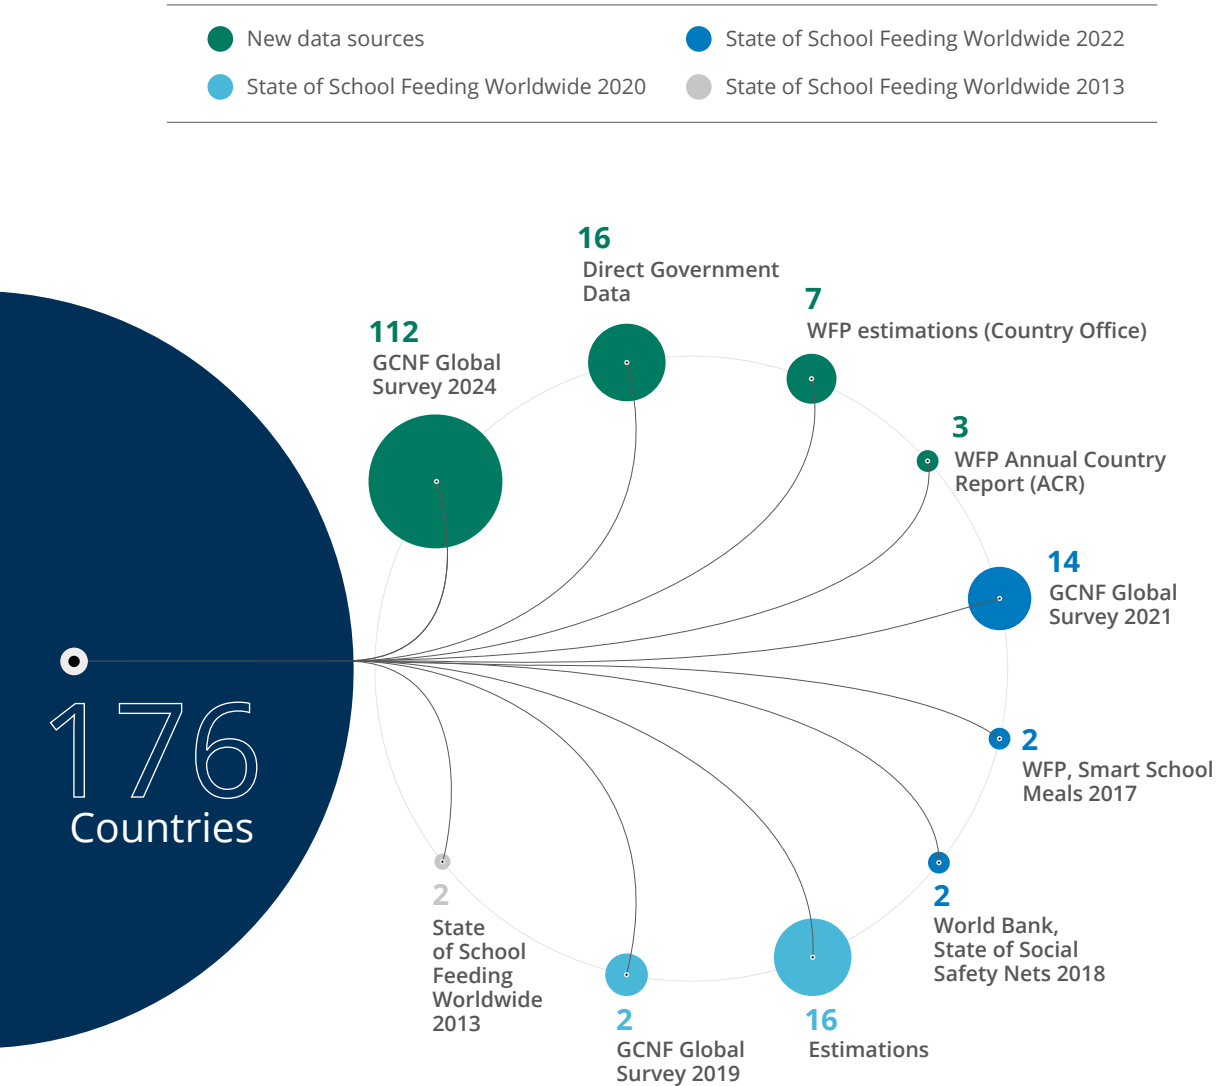 New data sources
State of School Feeding Worldwide 2022
State of School Feeding Worldwide 2020
State of School Feeding Worldwide 2013
16
Direct Government
Data
7
WFP estimations (Country Office)
112
GCNF Global
Survey 2024
3
WFP Annual Country
Report (ACR)
14
GCNF Global
Survey 2021
176
Countries
2
WFP, Smart School
Meals 2017
2
World Bank,
State of Social
Safety Nets 2018
16
Estimations
2
GCNF Global
Survey 2019
2
State
of School
Feeding
Worldwide
2013